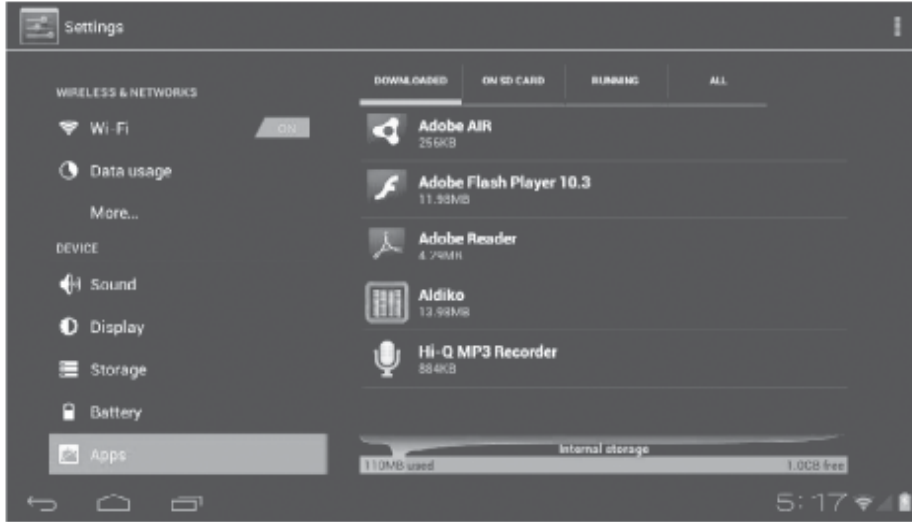 Settings
WIRELESS & NETWORKS
Wi-Fi
ON
Data usage
More...
DEVICE
Sound
Display
Storage
Battery
Apps
DOWNLOADED ON SD CARD RUNNING ALL
Adobe AIR
256KB
Adobe Flash Player 10.3
11.98MB
Adobe Reader
4.29MB
Aldiko
13.98MB
Hi-Q MP3 Recorder
884KB
Internal storage
110MB used 1.0GB free
5:17